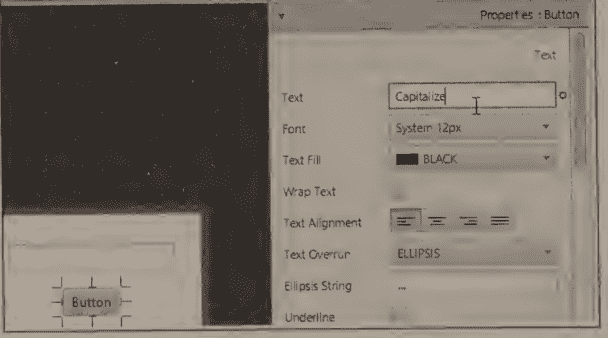 Properties : Button
Text
Text Capitalize
Font System 12px
Text Fill BLACK
Wrap Text
Text Alignment
Text Overrun ELLIPSIS
Ellipsis String ...
Underline
Button